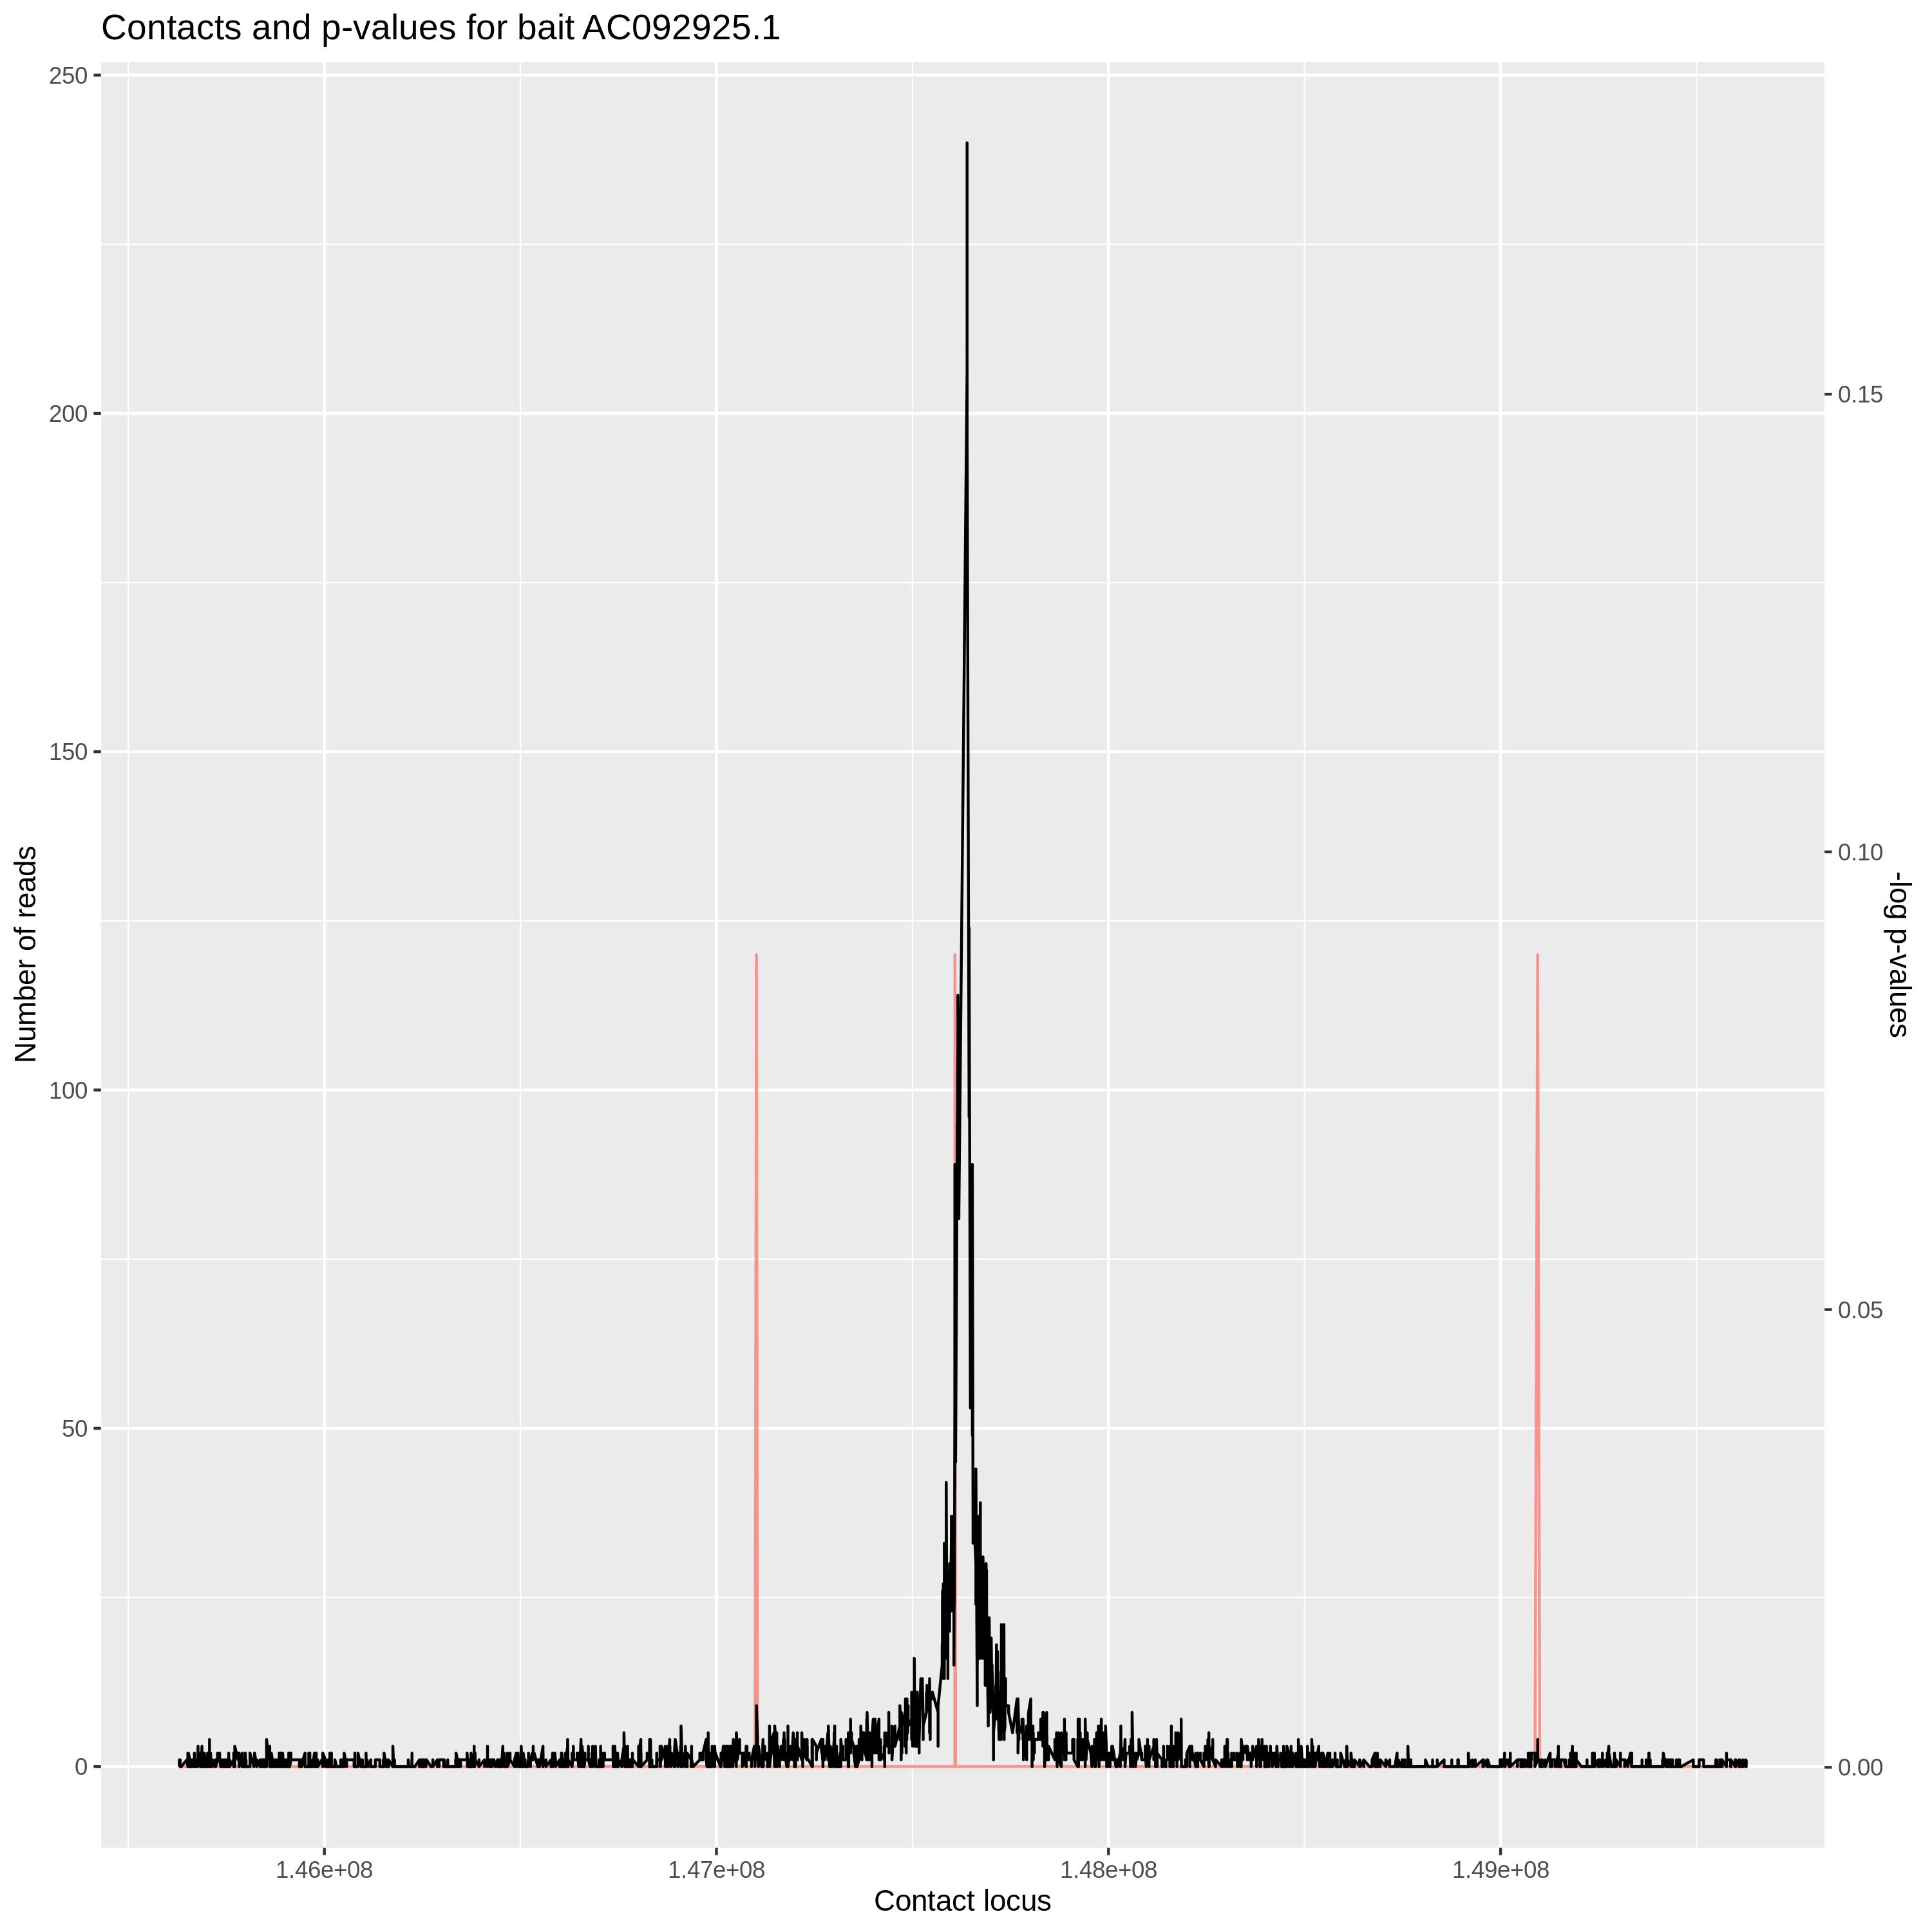 Contacts and p-values for bait AC092925.1
250
200
150
100
50
0
Number of reads
0.15
0.10
0.05
0.00
-log p-values
1.46e+08
1.47e+08
1.48e+08
1.49e+08
Contact locus